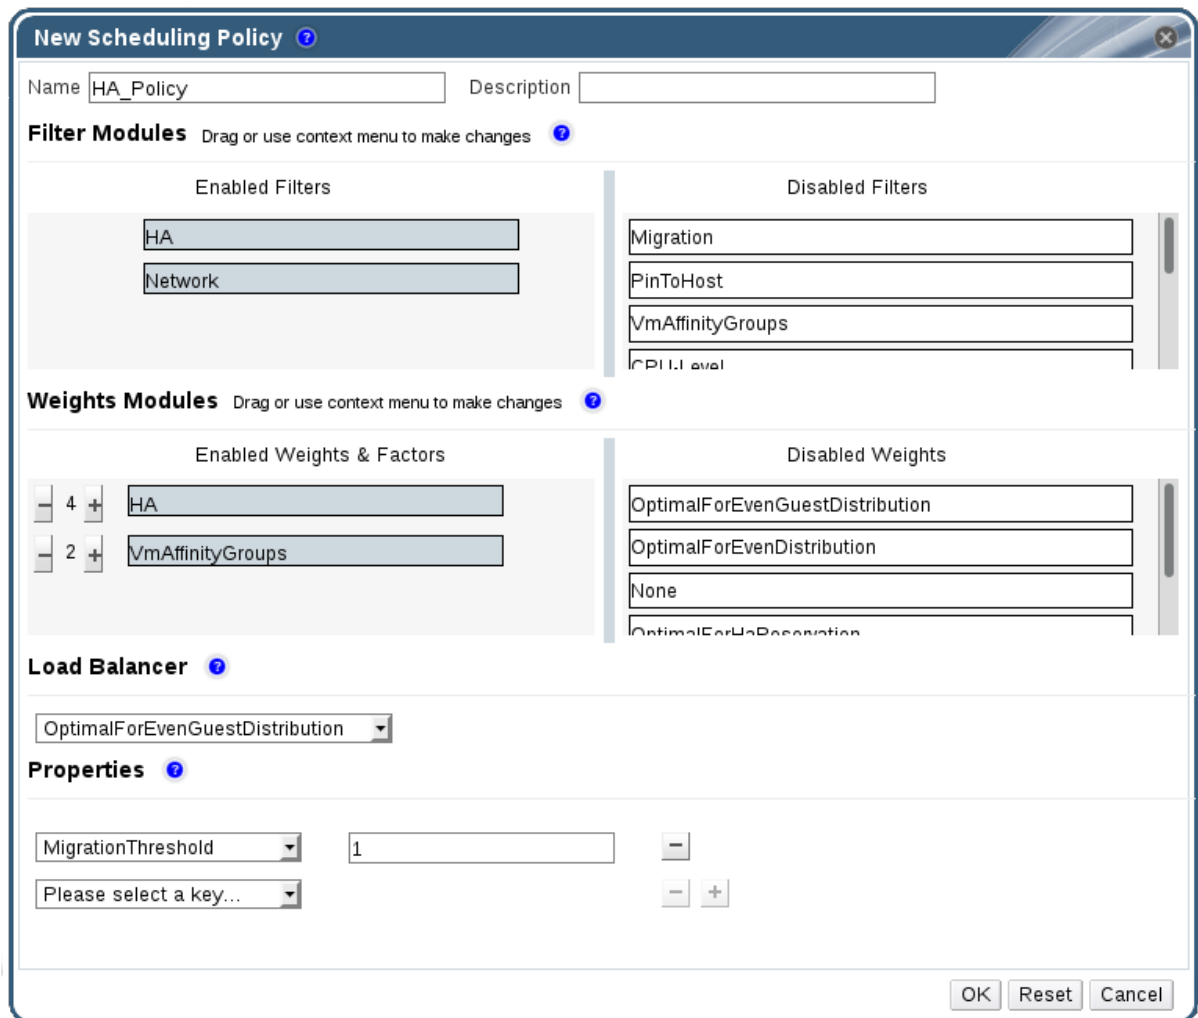 New Scheduling Policy ?
Name HA_Policy Description
Filter Modules Drag or use context menu to make changes ?
Enabled Filters Disabled Filters
HA Migration
Network PinToHost
VmAffinityGroups
CPU-Level
Weights Modules Drag or use context menu to make changes ?
Enabled Weights & Factors Disabled Weights
− 4 + HA OptimalForEvenGuestDistribution
− 2 + VmAffinityGroups OptimalForEvenDistribution
None
OptimalForHaReservation
Load Balancer ?
OptimalForEvenGuestDistribution
Properties ?
MigrationThreshold 1 −
Please select a key... − +
OK Reset Cancel